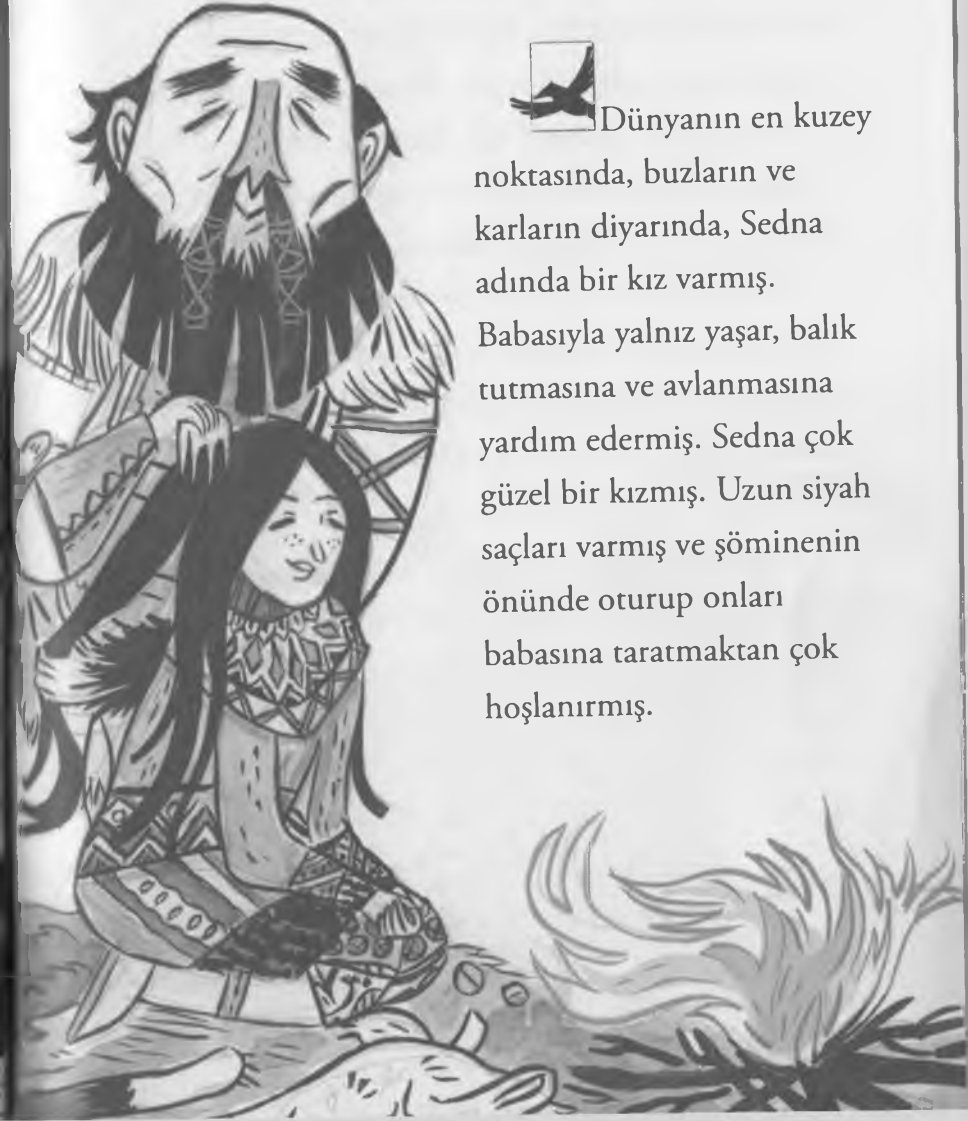 Dünyanın en kuzey
noktasında, buzların ve
karların diyarında, Sedna
adında bir kız varmış.
Babasıyla yalnız yaşar, balık
tutmasına ve avlanmasına
yardım edermiş. Sedna çok
güzel bir kızmış. Uzun siyah
saçları varmış ve şöminenin
önünde oturup onları
babasına taratmaktan çok
hoşlanırmış.